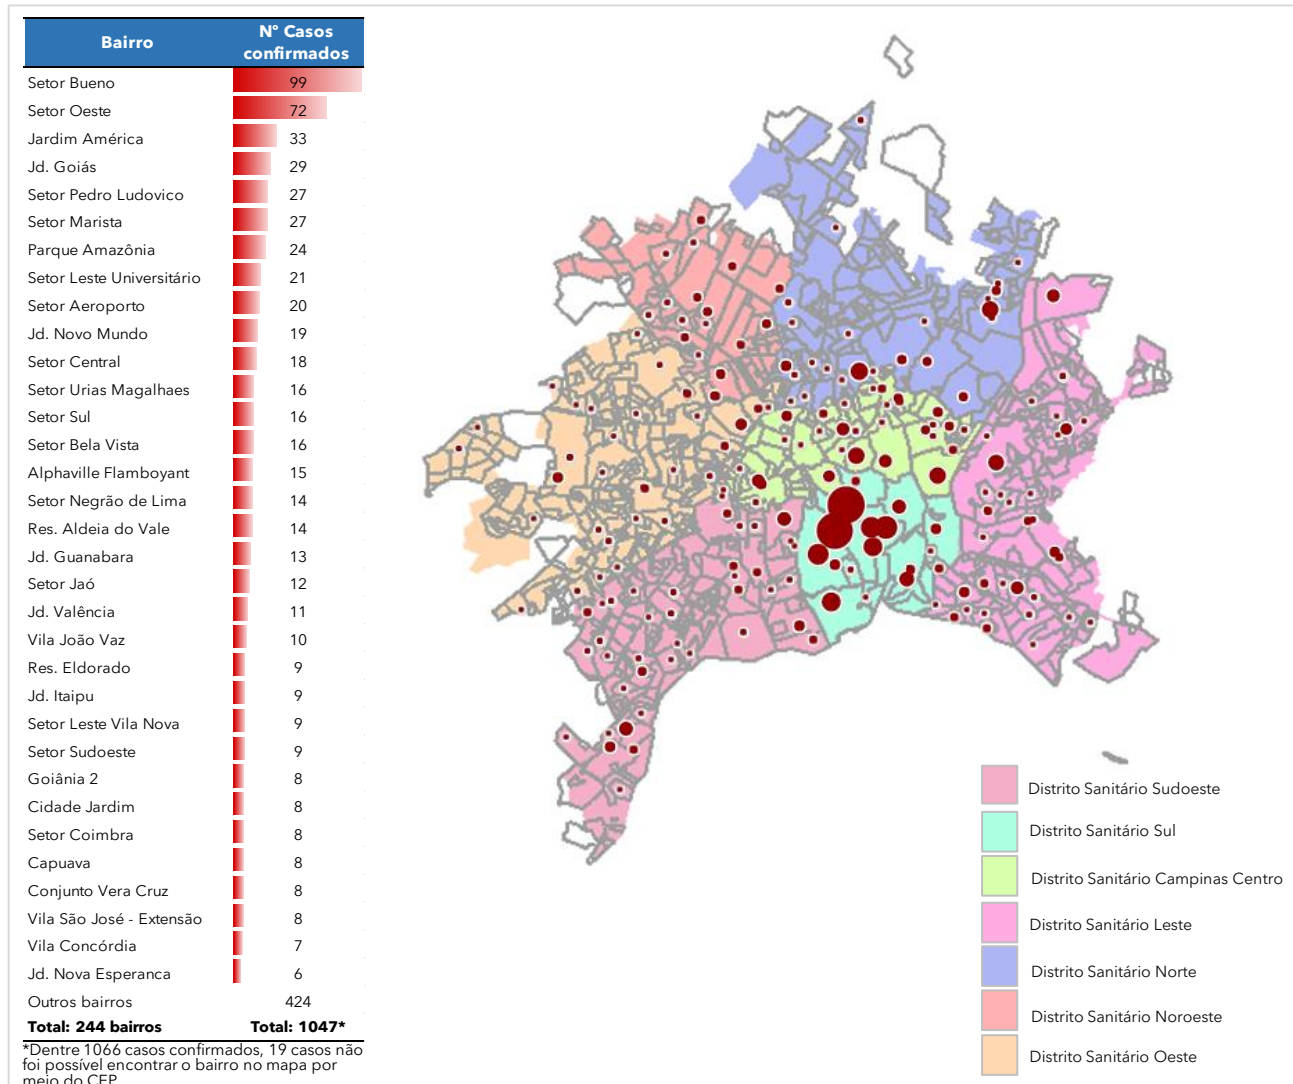 Bairro Nº Casos confirmados
Setor Bueno 99
Setor Oeste 72
Jardim América 33
Jd. Goiás 29
Setor Pedro Ludovico 27
Setor Marista 27
Parque Amazônia 24
Setor Leste Universitário 21
Setor Aeroporto 20
Jd. Novo Mundo 19
Setor Central 18
Setor Urias Magalhaes 16
Setor Sul 16
Setor Bela Vista 16
Alphaville Flamboyant 15
Setor Negrão de Lima 14
Res. Aldeia do Vale 14
Jd. Guanabara 13
Setor Jaó 12
Jd. Valência 11
Vila João Vaz 10
Res. Eldorado 9
Jd. Itaipu 9
Setor Leste Vila Nova 9
Setor Sudoeste 9
Goiânia 2 8
Cidade Jardim 8
Setor Coimbra 8
Capuava 8
Conjunto Vera Cruz 8
Vila São José - Extensão 8
Vila Concórdia 7
Jd. Nova Esperanca 6
Outros bairros 424
Total: 244 bairros Total: 1047*
*Dentre 1066 casos confirmados, 19 casos não
foi possível encontrar o bairro no mapa por
meio do CEP
Distrito Sanitário Sudoeste
Distrito Sanitário Sul
Distrito Sanitário Campinas Centro
Distrito Sanitário Leste
Distrito Sanitário Norte
Distrito Sanitário Noroeste
Distrito Sanitário Oeste